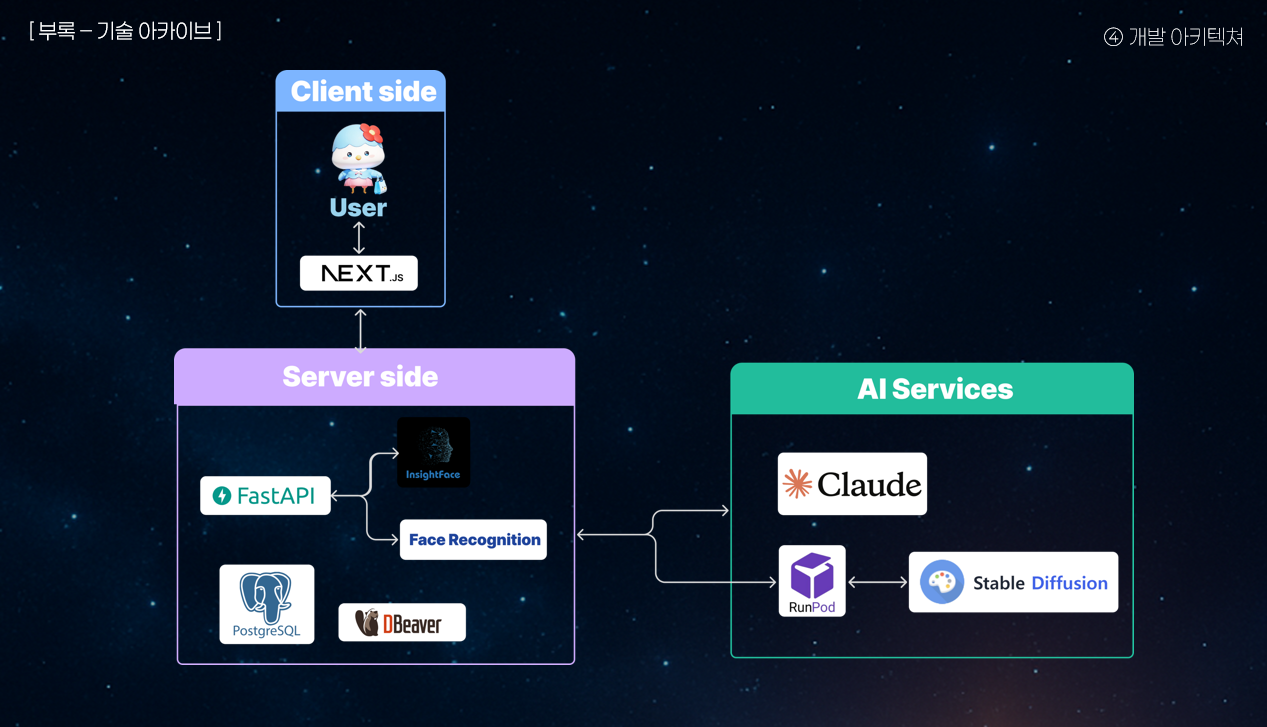 [ 부록 – 기술 아카이브 ]
④ 개발 아키텍쳐
Client side
User
NEXT.JS
Server side
InsightFace
FastAPI
Face Recognition
PostgreSQL
DBeaver
AI Services
Claude
RunPod
Stable Diffusion